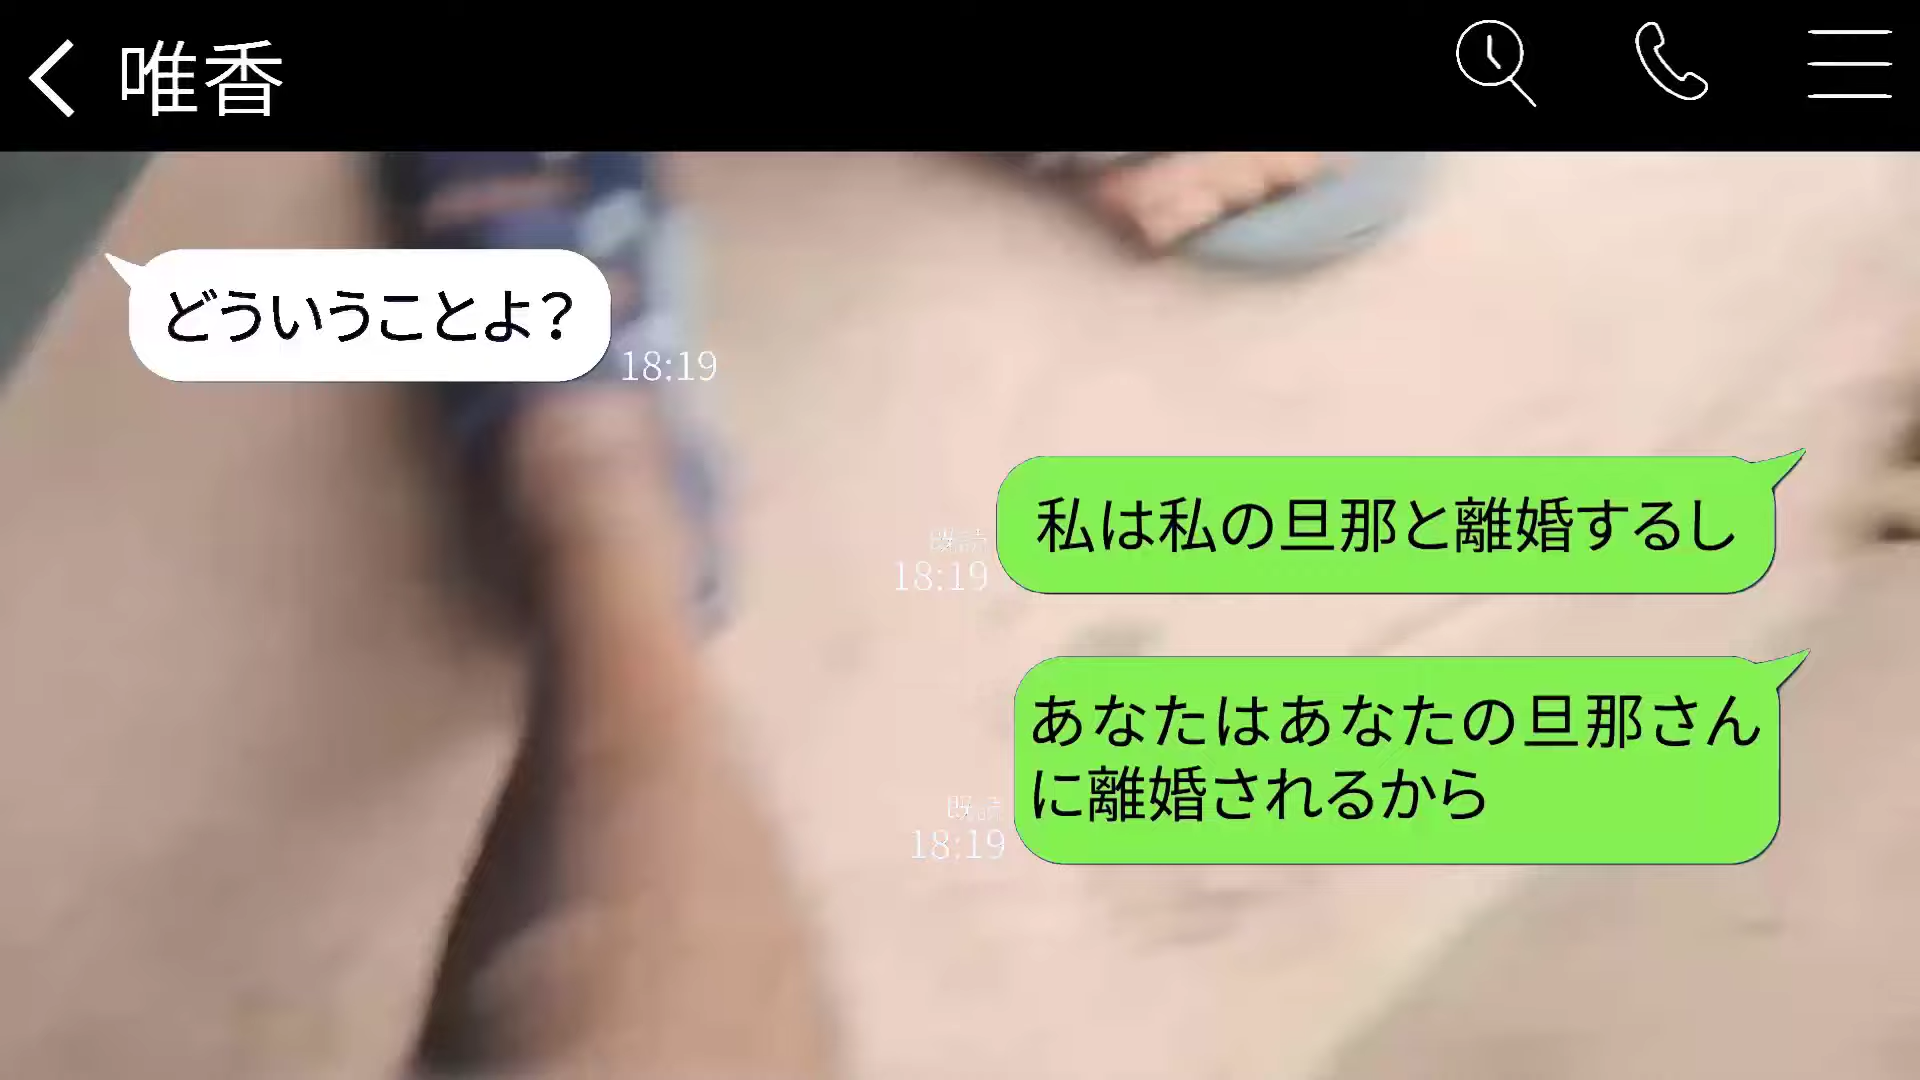 唯香
どういうことよ？
18:19
私は私の旦那と離婚するし
既読
18:19
あなたはあなたの旦那さん
に離婚されるから
既読
18:19